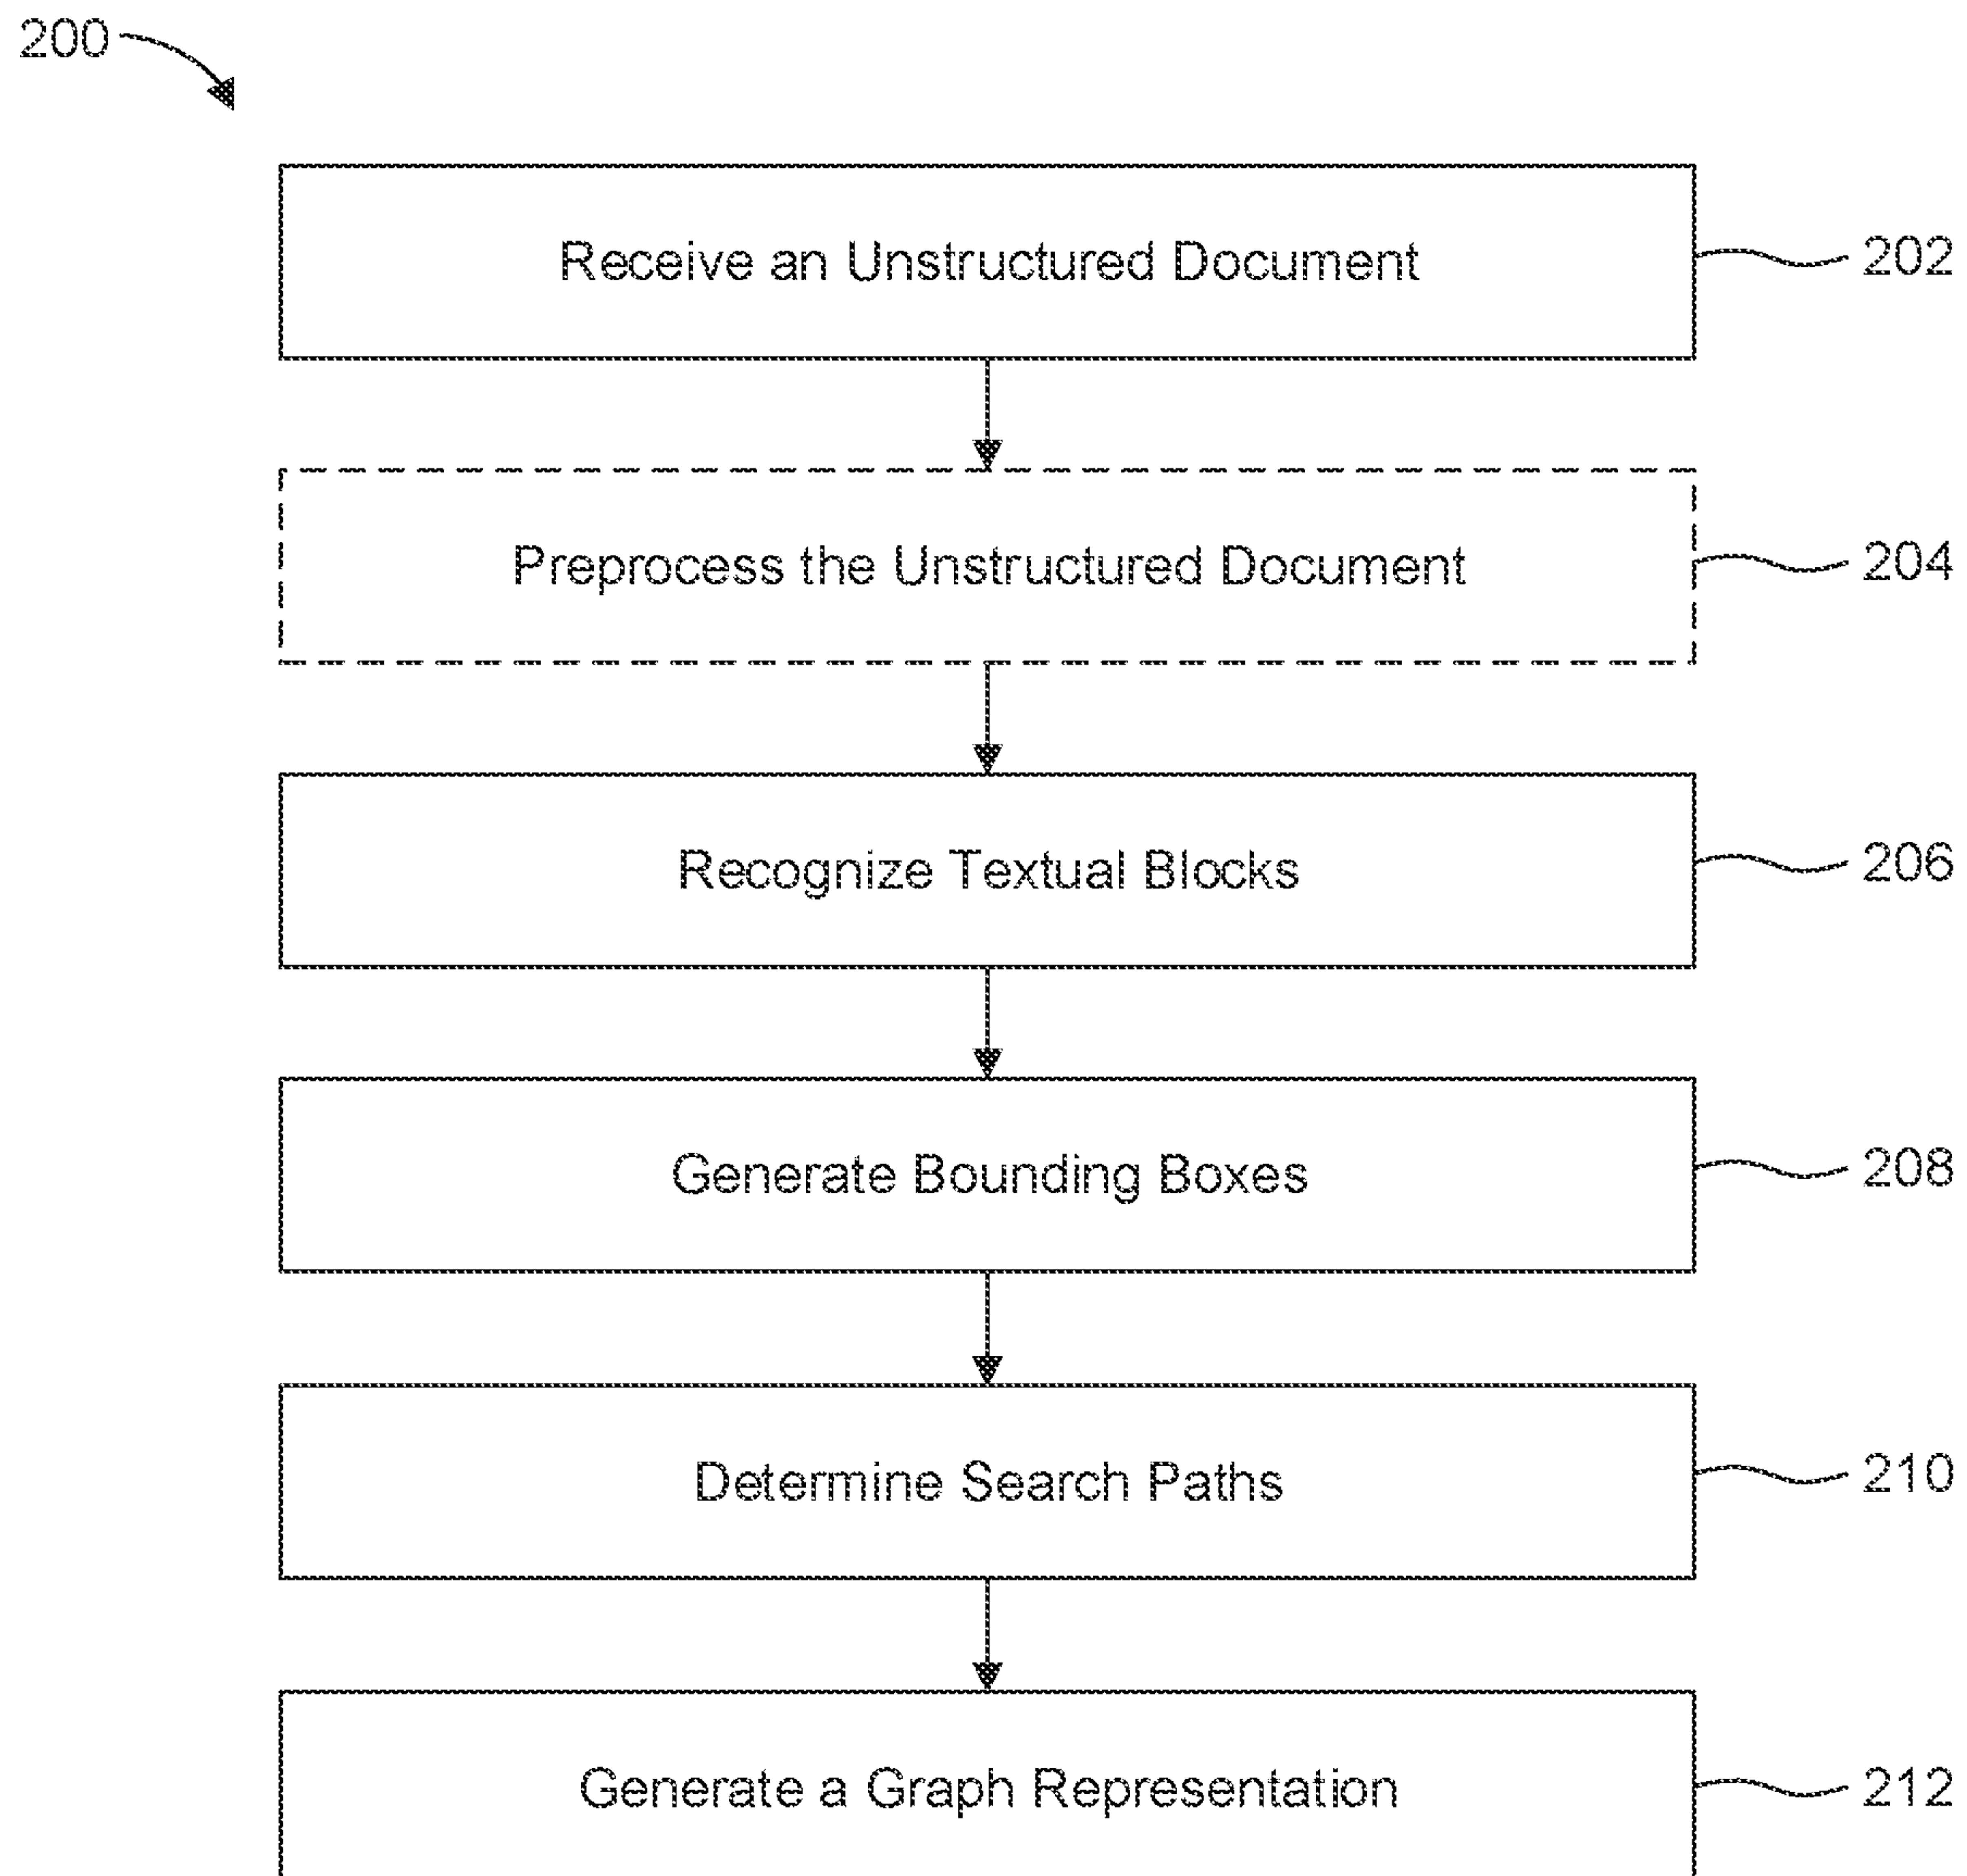 200
Receive an Unstructured Document 202
Preprocess the Unstructured Document 204
Recognize Textual Blocks 206
Generate Bounding Boxes 208
Determine Search Paths 210
Generate a Graph Representation 212